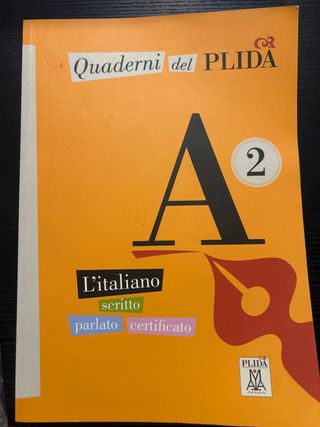 Quaderni del PLIDA
A 2
L'italiano
scritto
parlato certificato
PLIDA